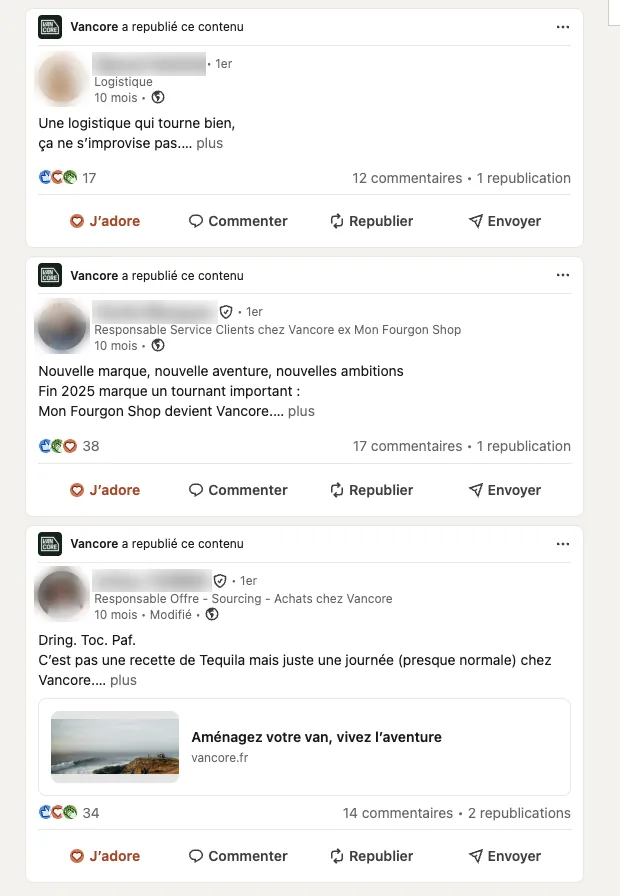 VAN CORE
Vancore a republié ce contenu
• 1er
Logistique
10 mois •
Une logistique qui tourne bien,
ça ne s’improvise pas.... plus
17
12 commentaires • 1 republication
J’adore
Commenter
Republier
Envoyer
VAN CORE
Vancore a republié ce contenu
• 1er
Responsable Service Clients chez Vancore ex Mon Fourgon Shop
10 mois •
Nouvelle marque, nouvelle aventure, nouvelles ambitions
Fin 2025 marque un tournant important :
Mon Fourgon Shop devient Vancore.... plus
38
17 commentaires • 1 republication
J’adore
Commenter
Republier
Envoyer
VAN CORE
Vancore a republié ce contenu
• 1er
Responsable Offre - Sourcing - Achats chez Vancore
10 mois • Modifié •
Dring. Toc. Paf.
C’est pas une recette de Tequila mais juste une journée (presque normale) chez
Vancore.... plus
Aménagez votre van, vivez l’aventure
vancore.fr
34
14 commentaires • 2 republications
J’adore
Commenter
Republier
Envoyer